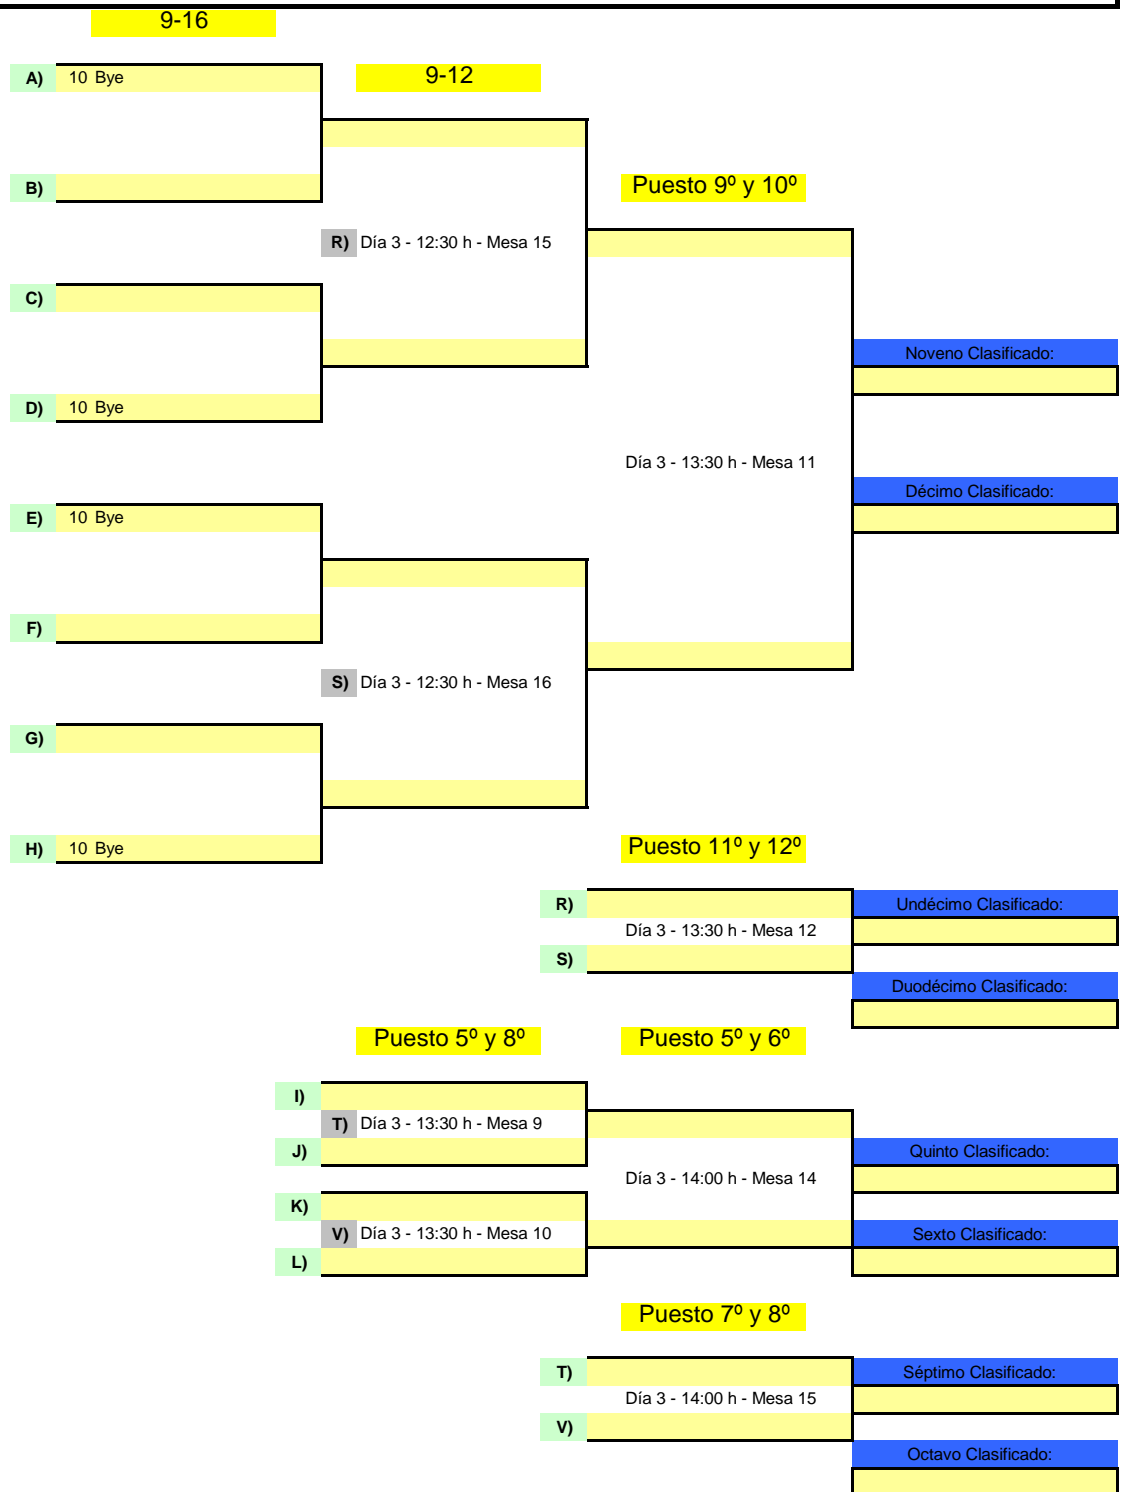 9-16
A) 10 Bye
9-12
B)
Puesto 9º y 10º
R) Día 3 - 12:30 h - Mesa 15
C)
Noveno Clasificado:
D) 10 Bye
Día 3 - 13:30 h - Mesa 11
Décimo Clasificado:
E) 10 Bye
F)
S) Día 3 - 12:30 h - Mesa 16
G)
H) 10 Bye
Puesto 11º y 12º
R)
Undécimo Clasificado:
Día 3 - 13:30 h - Mesa 12
S)
Duodécimo Clasificado:
Puesto 5º y 8º
Puesto 5º y 6º
I)
T) Día 3 - 13:30 h - Mesa 9
J)
Quinto Clasificado:
Día 3 - 14:00 h - Mesa 14
K)
V) Día 3 - 13:30 h - Mesa 10
Sexto Clasificado:
L)
Puesto 7º y 8º
T)
Séptimo Clasificado:
Día 3 - 14:00 h - Mesa 15
V)
Octavo Clasificado: